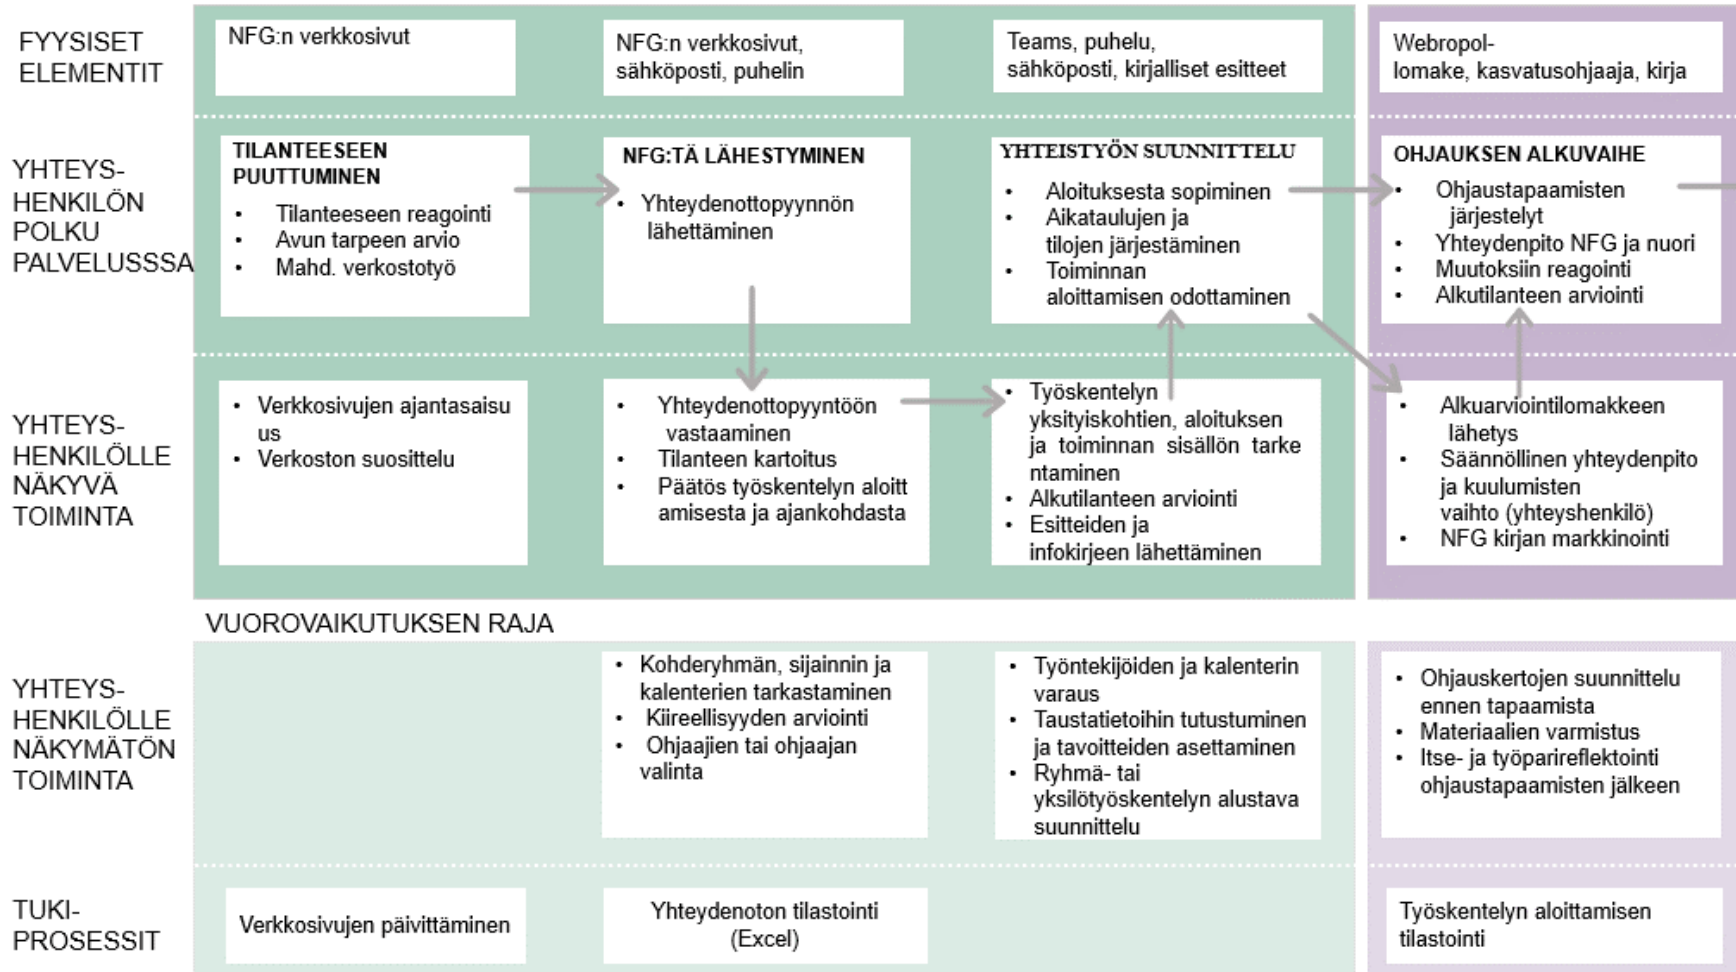 FYYSISET
ELEMENTIT
NFG:n verkkosivut
NFG:n verkkosivut,
sähköposti, puhelin
Teams, puhelu,
sähköposti, kirjalliset esitteet
Webropol-
lomake, kasvatusohjaaja, kirja
YHTEYS-
HENKILÖN
POLKU
PALVELUSSSA
TILANTEESEEN
PUUTTUMINEN
• Tilanteeseen reagointi
• Avun tarpeen arvio
• Mahd. verkostotyö
NFG:TÄ LÄHESTYMINEN
• Yhteydenottopyynnön
lähettäminen
YHTEISTYÖN SUUNNITTELU
• Aloituksesta sopiminen
• Aikataulujen ja
tilojen järjestäminen
• Toiminnan
aloittamisen odottaminen
OHJAUKSEN ALKUVAIHE
• Ohjaustapaamisten
järjestelyt
• Yhteydenpito NFG ja nuori
• Muutoksiin reagointi
• Alkutilanteen arviointi
YHTEYS-
HENKILÖLLE
NÄKYVÄ
TOIMINTA
• Verkkosivujen ajantasaisu
us
• Verkoston suosittelu
• Yhteydenottopyyntöön
vastaaminen
• Tilanteen kartoitus
• Päätös työskentelyn aloitt
amisesta ja ajankohdasta
• Työskentelyn
yksityiskohtien, aloituksen
ja toiminnan sisällön tarke
ntaminen
• Alkutilanteen arviointi
• Esitteiden ja
infokirjeen lähettäminen
• Alkuarviointilomakkeen
lähetys
• Säännöllinen yhteydenpito
ja kuulumisten
vaihto (yhteyshenkilö)
• NFG kirjan markkinointi
VUOROVAIKUTUKSEN RAJA
YHTEYS-
HENKILÖLLE
NÄKYMÄTÖN
TOIMINTA
• Kohderyhmän, sijainnin ja
kalenterien tarkastaminen
• Kiireellisyyden arviointi
• Ohjaajien tai ohjaajan
valinta
• Työntekijöiden ja kalenterin
varaus
• Taustatietoihin tutustuminen
ja tavoitteiden asettaminen
• Ryhmä- tai
yksilötyöskentelyn alustava
suunnittelu
• Ohjauskertojen suunnittelu
ennen tapaamista
• Materiaalien varmistus
• Itse- ja työparireflektointi
ohjaustapaamisten jälkeen
TUKI-
PROSESSIT
Verkkosivujen päivittäminen
Yhteydenoton tilastointi
(Excel)
Työskentelyn aloittamisen
tilastointi